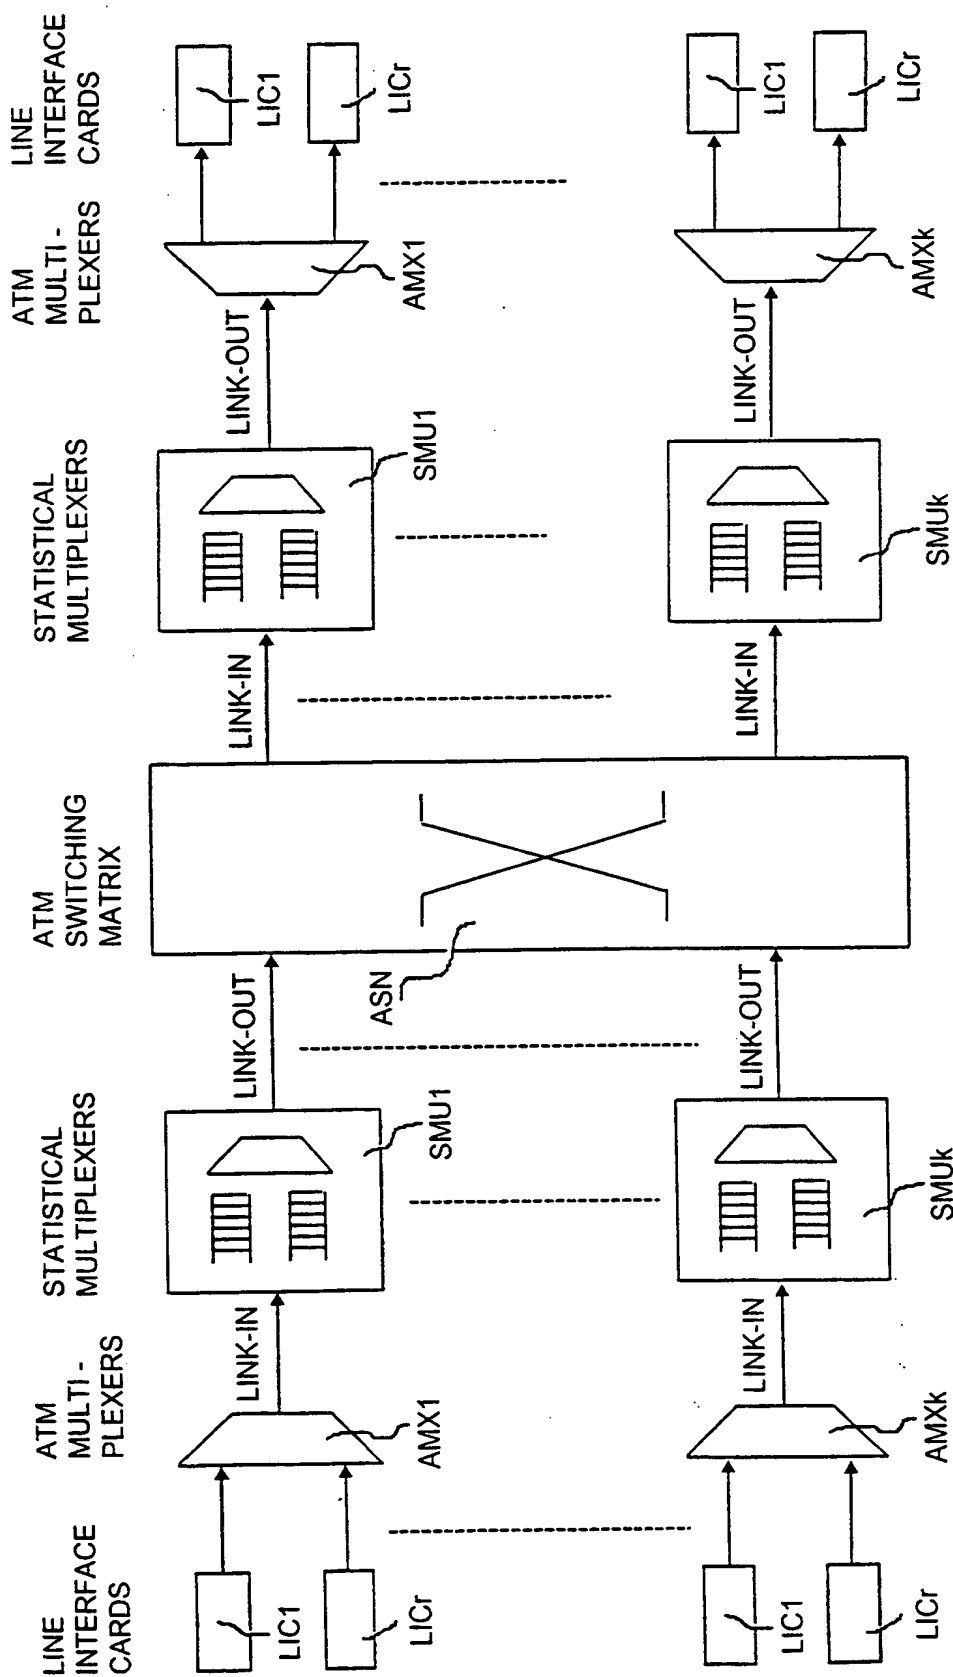 LINE
INTERFACE
CARDS
ATM
MULTI -
PLEXERS
STATISTICAL
MULTIPLEXERS
ATM
SWITCHING
MATRIX
STATISTICAL
MULTIPLEXERS
ATM
MULTI -
PLEXERS
LINE
INTERFACE
CARDS
LIC1
LICr
AMX1
LINK-IN
SMU1
LINK-OUT
ASN
LINK-IN
SMU1
LINK-OUT
AMX1
LIC1
LICr
LIC1
LICr
AMXk
LINK-IN
SMUk
LINK-OUT
LINK-IN
SMUk
LINK-OUT
AMXk
LIC1
LICr